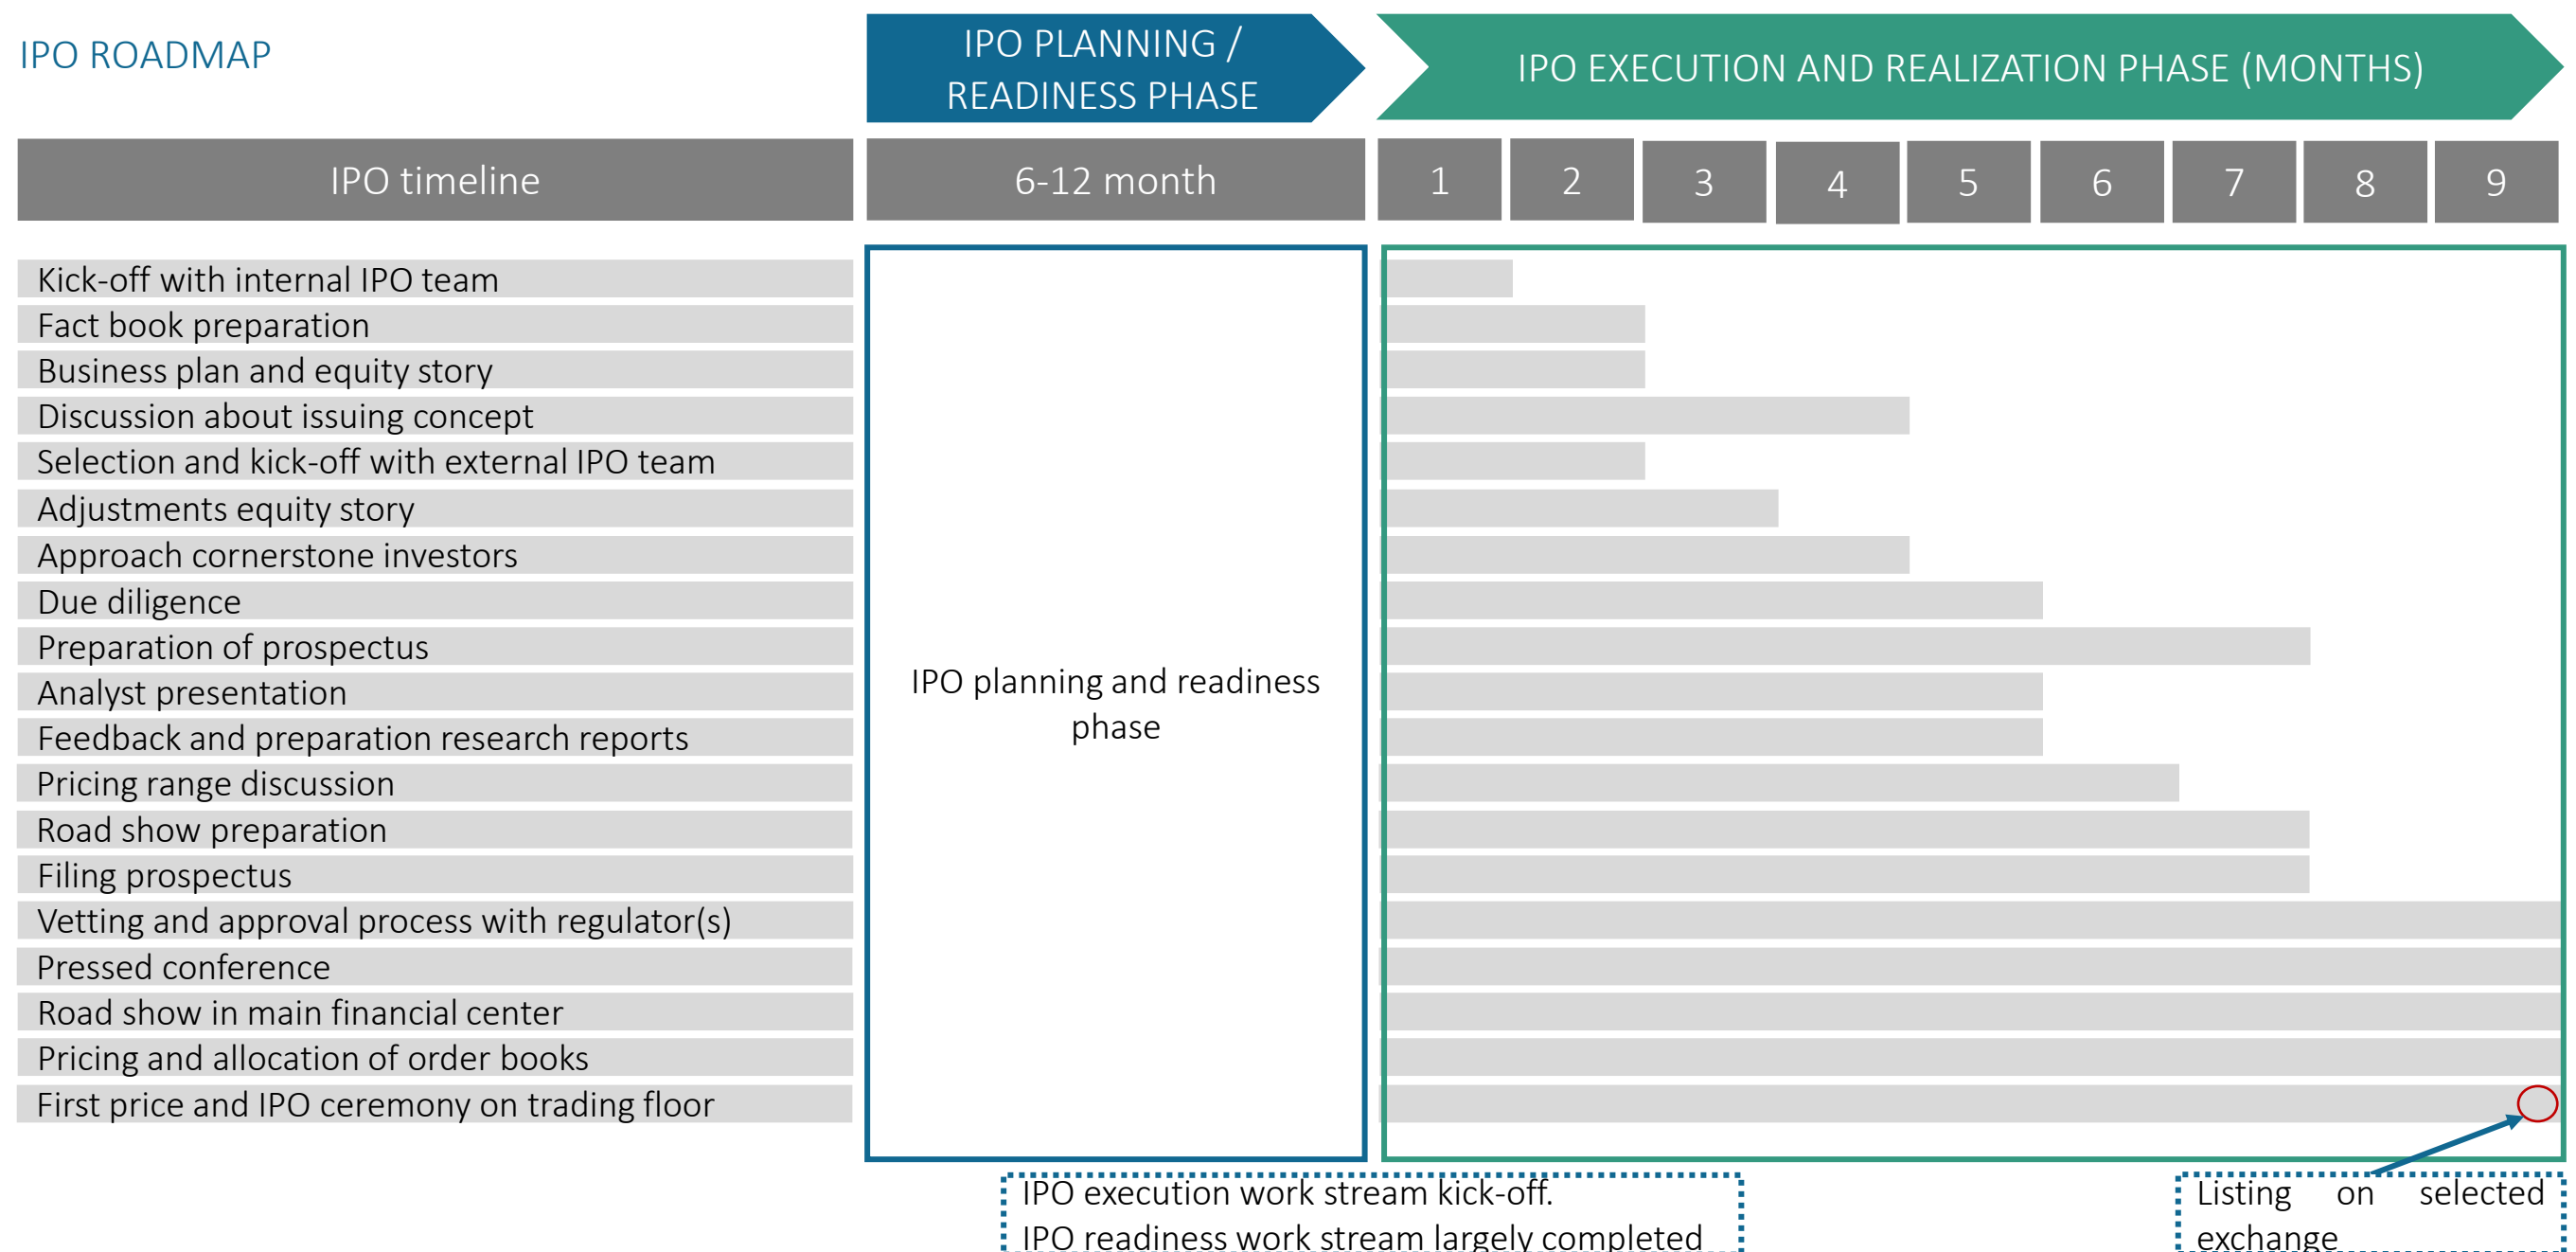 IPO ROADMAP
IPO PLANNING /
READINESS PHASE
IPO EXECUTION AND REALIZATION PHASE (MONTHS)
IPO timeline
6-12 month
1
2
3
4
5
6
7
8
9
Kick-off with internal IPO team
Fact book preparation
Business plan and equity story
Discussion about issuing concept
Selection and kick-off with external IPO team
Adjustments equity story
Approach cornerstone investors
Due diligence
Preparation of prospectus
Analyst presentation
Feedback and preparation research reports
Pricing range discussion
Road show preparation
Filing prospectus
Vetting and approval process with regulator(s)
Pressed conference
Road show in main financial center
Pricing and allocation of order books
First price and IPO ceremony on trading floor
IPO planning and readiness
phase
IPO execution work stream kick-off.
IPO readiness work stream largely completed
Listing on selected
exchange